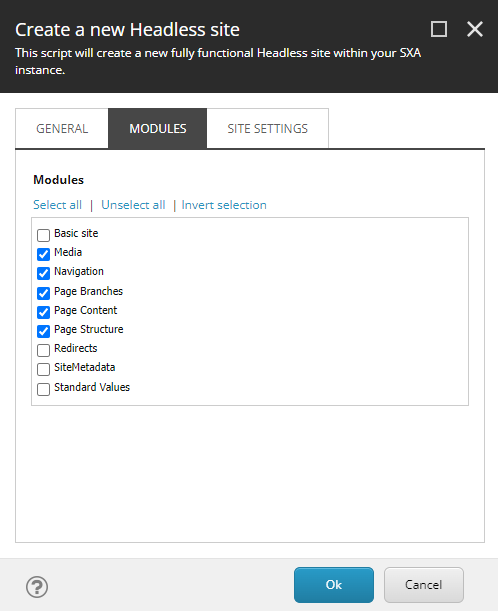 Create a new Headless site
This script will create a new fully functional Headless site within your SXA
instance.
GENERAL MODULES SITE SETTINGS
Modules
Select all | Unselect all | Invert selection
Basic site
Media
Navigation
Page Branches
Page Content
Page Structure
Redirects
SiteMetadata
Standard Values
? Ok Cancel